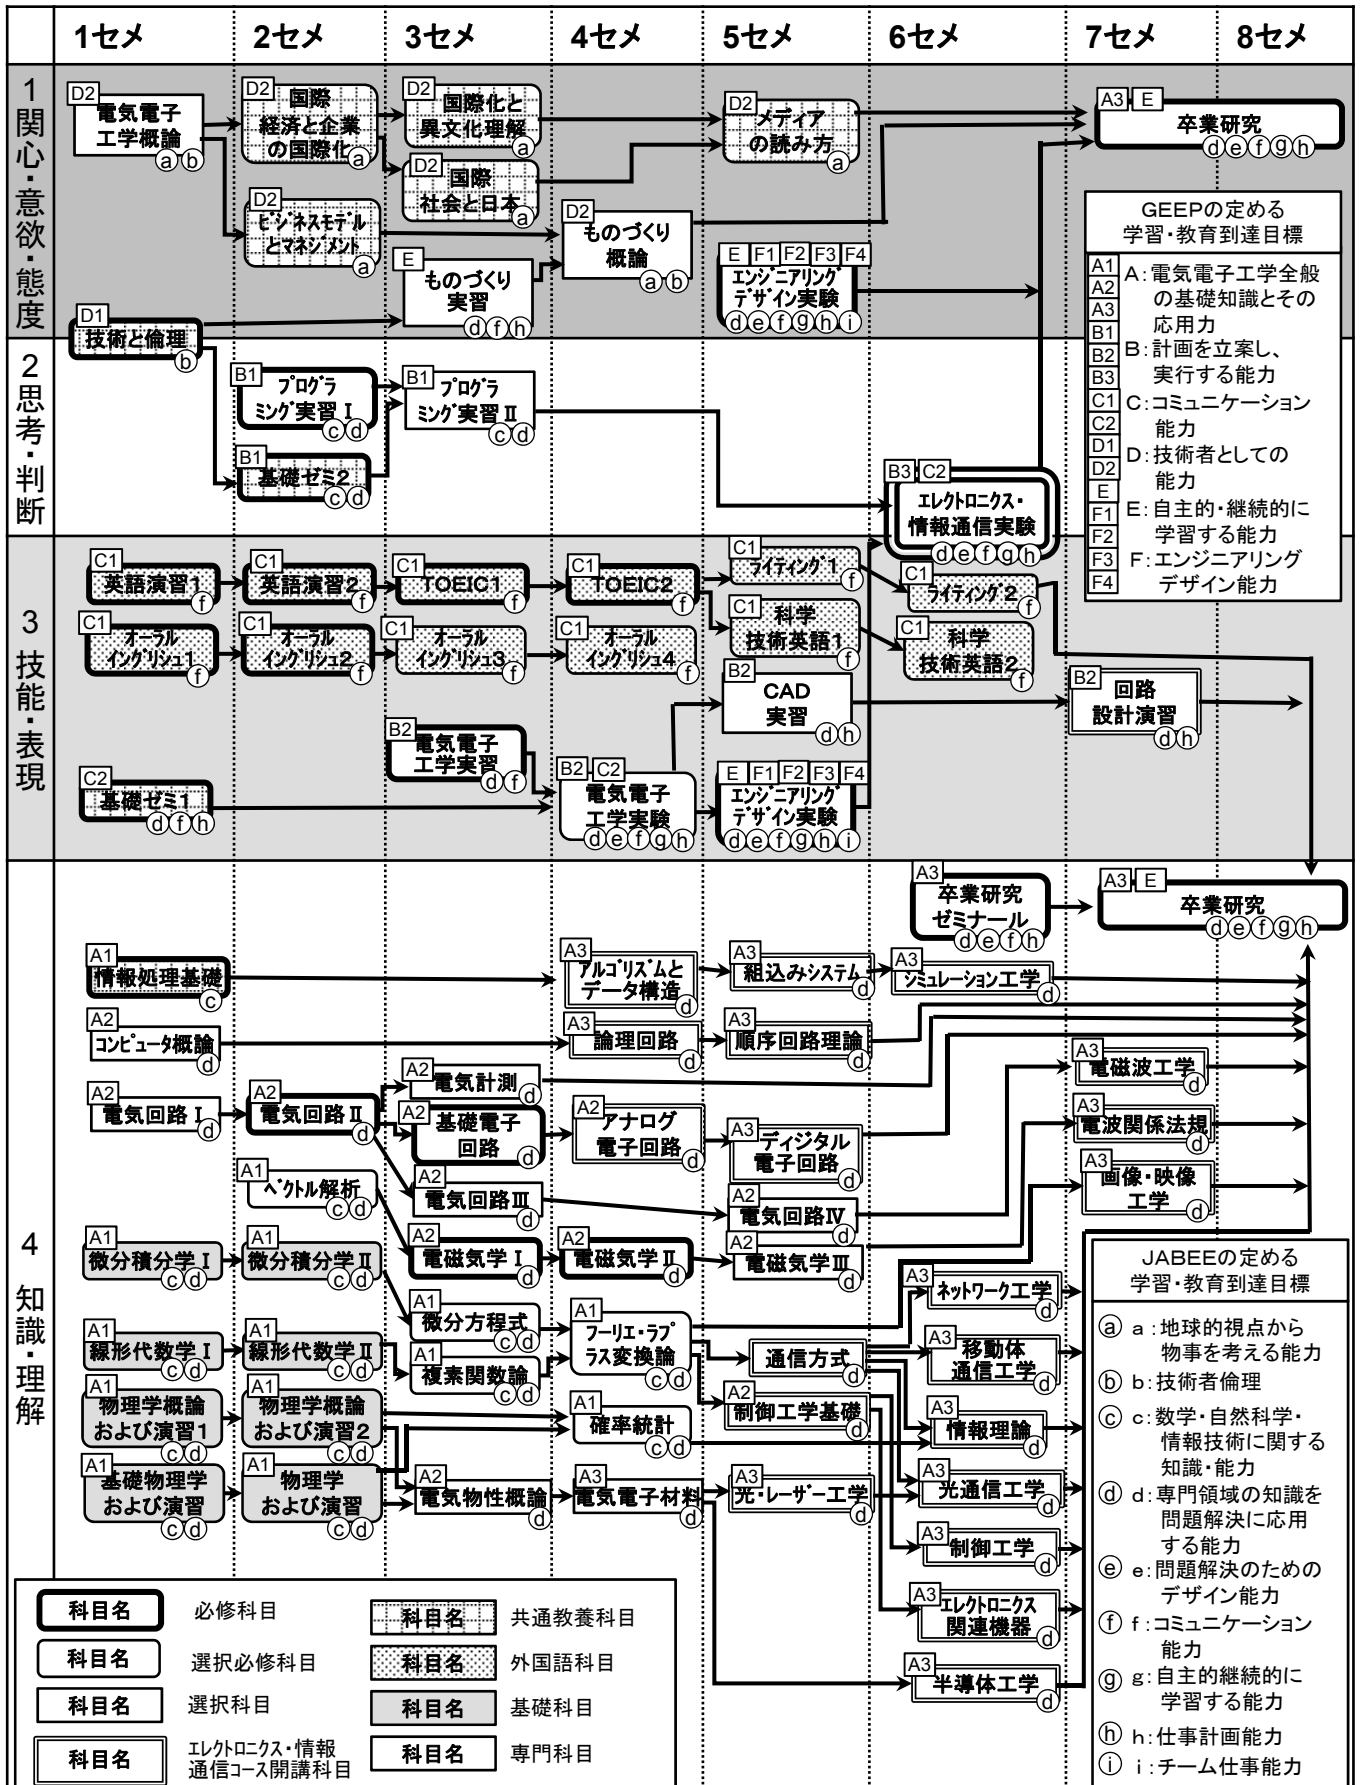 1セメ
2セメ
3セメ
4セメ
5セメ
6セメ
7セメ
8セメ
1
関心・意欲・態度
D2
電気電子
工学概論
ⓐⓑ
D2
国際
経済と企業
の国際化
ⓐ
D2
国際化と
異文化理解
ⓐ
D2
国際
社会と日本
ⓐ
D2
メディア
の読み方
ⓐ
A3 E
卒業研究
ⓓⓔⓕⓖⓗ
D2
ビジネスモデル
とマネジメント
ⓐ
D2
ものづくり
概論
ⓐⓑ
E
ものづくり
実習
ⓓⓕⓗ
E F1 F2 F3 F4
エンジニアリング
デザイン実験
ⓓⓔⓕⓖⓗⓘ
D1
技術と倫理
ⓑ
GEEPの定める
学習・教育到達目標
A1
A2
A3
B1
B2
B3
C1
C2
D1
D2
E
F1
F2
F3
F4
A:電気電子工学全般
の基礎知識とその
応用力
B:計画を立案し、
実行する能力
C:コミュニケーション
能力
D:技術者としての
能力
E:自主的・継続的に
学習する能力
F:エンジニアリング
デザイン能力
2
思考・判断
B1
プログラ
ミング実習Ⅰ
ⓒⓓ
B1
プログラ
ミング実習Ⅱ
ⓒⓓ
B1
基礎ゼミ2
ⓒⓓ
B3 C2
エレクトロニクス・
情報通信実験
ⓓⓔⓕⓖⓗ
3
技能・表現
C1
英語演習1
ⓕ
C1
英語演習2
ⓕ
C1
TOEIC1
ⓕ
C1
TOEIC2
ⓕ
C1
ライティング1
ⓕ
C1
ライティング2
ⓕ
C1
オーラル
イングリシュ1
ⓕ
C1
オーラル
イングリシュ2
ⓕ
C1
オーラル
イングリシュ3
ⓕ
C1
オーラル
イングリシュ4
ⓕ
C1
科学
技術英語1
ⓕ
C1
科学
技術英語2
ⓕ
B2
CAD
実習
ⓓⓗ
B2
回路
設計演習
ⓓⓗ
B2
電気電子
工学実習
ⓓⓕ
C2
基礎ゼミ1
ⓓⓕⓗ
B2 C2
電気電子
工学実験
ⓓⓔⓕⓖⓗ
E F1 F2 F3 F4
エンジニアリング
デザイン実験
ⓓⓔⓕⓖⓗⓘ
4
知識・理解
A3
卒業研究
ゼミナール
ⓓⓔⓕⓗ
A3 E
卒業研究
ⓓⓔⓕⓖⓗ
A1
情報処理基礎
ⓒ
A3
アルゴリズムと
データ構造
ⓓ
A3
組込みシステム
ⓓ
A3
シミュレーション工学
ⓓ
A2
コンピュータ概論
ⓓ
A3
論理回路
ⓓ
A3
順序回路理論
ⓓ
A2
電気回路Ⅰ
ⓓ
A2
電気回路Ⅱ
ⓓ
A2
電気計測
ⓓ
A2
基礎電子
回路
ⓓ
A2
アナログ
電子回路
ⓓ
A3
ディジタル
電子回路
ⓓ
A3
電磁波工学
ⓓ
A3
電波関係法規
ⓓ
A3
画像・映像
工学
ⓓ
A1
ベクトル解析
ⓒⓓ
A2
電気回路Ⅲ
ⓓ
A2
電気回路Ⅳ
ⓓ
A1
微分積分学Ⅰ
ⓒⓓ
A1
微分積分学Ⅱ
ⓒⓓ
A2
電磁気学Ⅰ
ⓓ
A2
電磁気学Ⅱ
ⓓ
A2
電磁気学Ⅲ
ⓓ
A1
微分方程式
ⓒⓓ
A1
フーリエ・ラプ
ラス変換論
ⓒⓓ
A3
ネットワーク工学
ⓓ
A1
線形代数学Ⅰ
ⓒⓓ
A1
線形代数学Ⅱ
ⓒⓓ
A1
複素関数論
ⓒⓓ
通信方式
ⓓ
A3
移動体
通信工学
ⓓ
A1
物理学概論
および演習1
ⓒⓓ
A1
物理学概論
および演習2
ⓒⓓ
A1
確率統計
ⓒⓓ
A2
制御工学基礎
ⓓ
A3
情報理論
ⓓ
A1
基礎物理学
および演習
ⓒⓓ
A1
物理学
および演習
ⓒⓓ
A2
電気物性概論
ⓓ
A3
電気電子材料
ⓓ
A3
光・レーザー工学
ⓓ
A3
光通信工学
ⓓ
A3
制御工学
ⓓ
A3
エレクトロニクス
関連機器
ⓓ
A3
半導体工学
ⓓ
JABEEの定める
学習・教育到達目標
ⓐ a:地球的視点から
物事を考える能力
ⓑ b:技術者倫理
ⓒ c:数学・自然科学・
情報技術に関する
知識・能力
ⓓ d:専門領域の知識を
問題解決に応用
する能力
ⓔ e:問題解決のための
デザイン能力
ⓕ f:コミュニケーション
能力
ⓖ g:自主的継続的に
学習する能力
ⓗ h:仕事計画能力
ⓘ i:チーム仕事能力
科目名 必修科目
科目名 選択必修科目
科目名 選択科目
科目名 エレクトロニクス・情報
通信コース開講科目
科目名 共通教養科目
科目名 外国語科目
科目名 基礎科目
科目名 専門科目